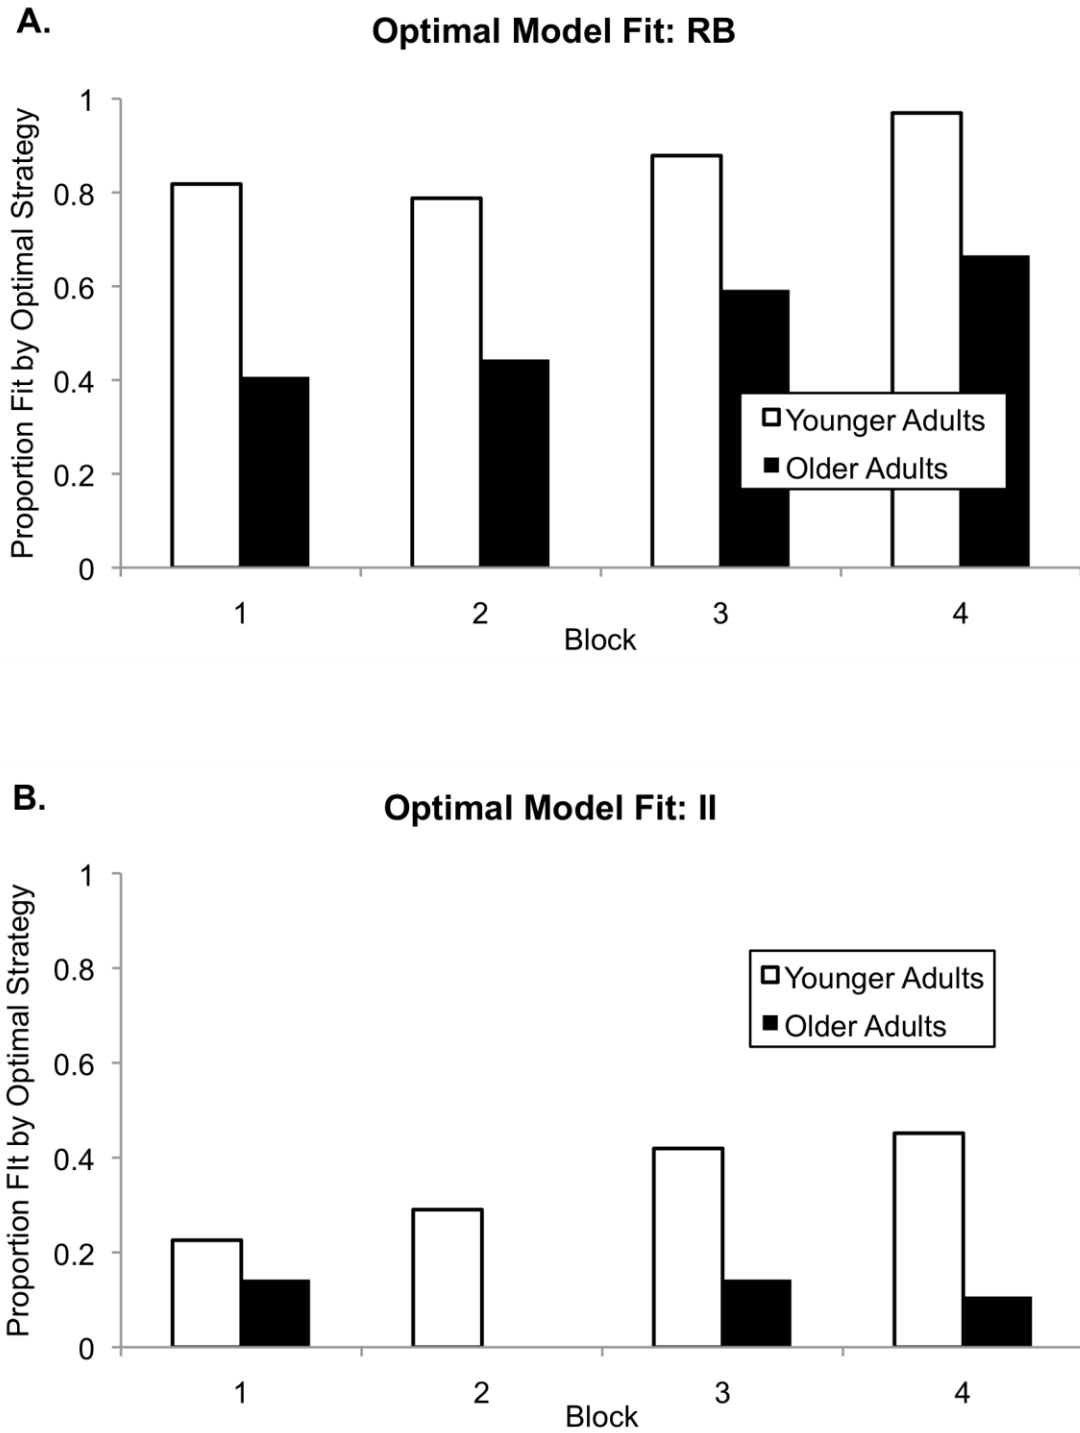 A.
Optimal Model Fit: RB
Proportion Fit by Optimal Strategy
1
0.8
0.6
0.4
0.2
0
Younger Adults
Older Adults
1 2 3 4
Block
B.
Optimal Model Fit: II
Proportion FIt by Optimal Strategy
1
0.8
0.6
0.4
0.2
0
Younger Adults
Older Adults
1 2 3 4
Block